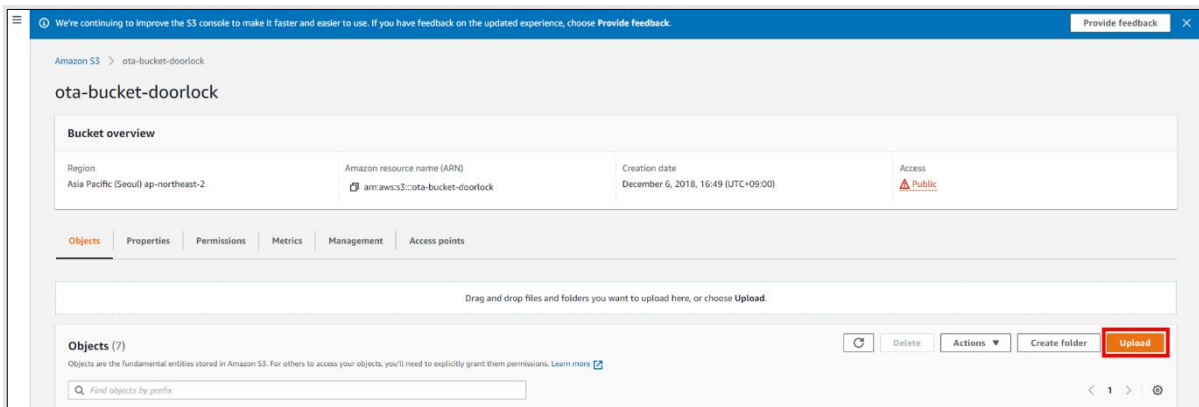 We're continuing to improve the S3 console to make it faster and easier to use. If you have feedback on the updated experience, choose Provide feedback.
Provide feedback
Amazon S3 > ota-bucket-doorlock
ota-bucket-doorlock
Bucket overview
Region
Amazon resource name (ARN)
Creation date
Access
Asia Pacific (Seoul) ap-northeast-2
arn:aws:s3:::ota-bucket-doorlock
December 6, 2018, 16:49 (UTC+09:00)
Public
Objects
Properties
Permissions
Metrics
Management
Access points
Drag and drop files and folders you want to upload here, or choose Upload.
Objects (7)
Delete
Actions
Create folder
Upload
Objects are the fundamental entities stored in Amazon S3. For others to access your objects, you'll need to explicitly grant them permissions. Learn more
Find objects by prefix
< 1 >